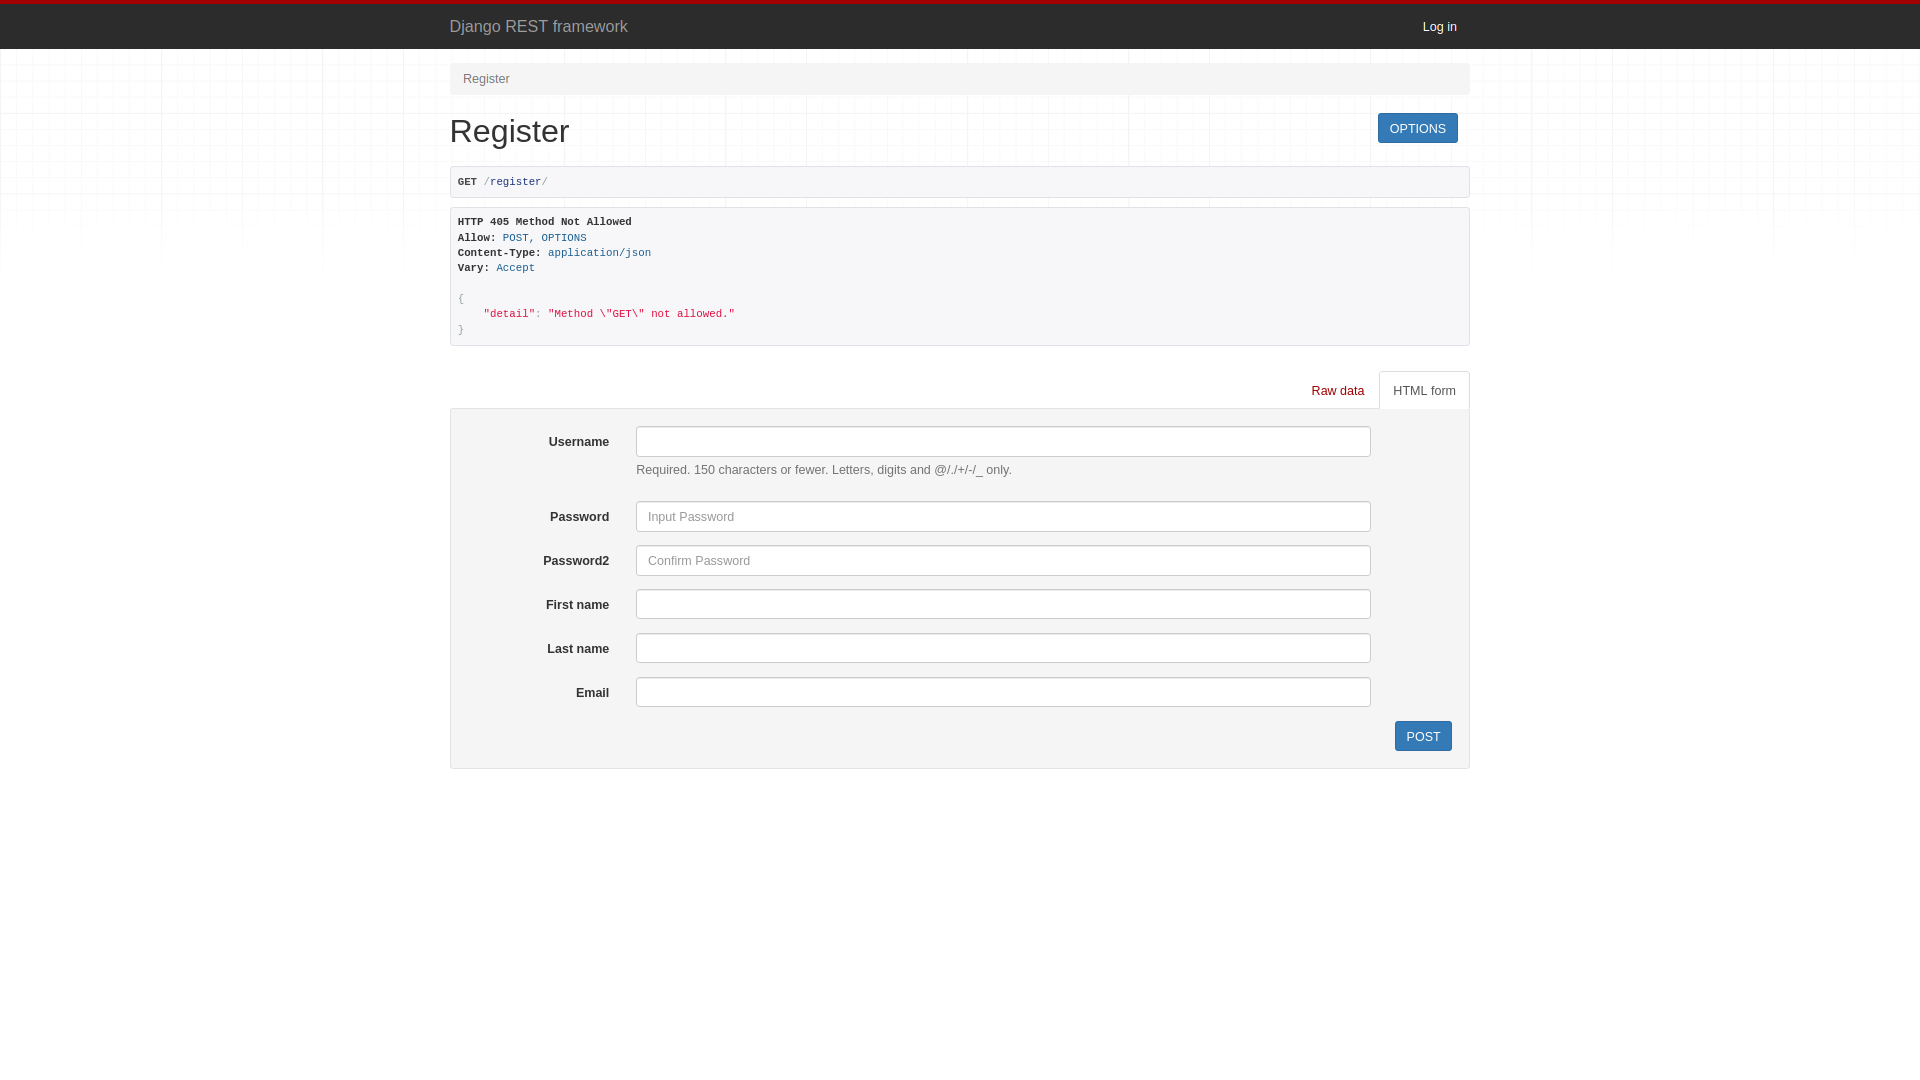 Django REST framework
Log in
Register
Register
OPTIONS
GET /register/
HTTP 405 Method Not Allowed
Allow: POST, OPTIONS
Content-Type: application/json
Vary: Accept
{
    "detail": "Method \"GET\" not allowed."
}
Raw data
HTML form
Username
Required. 150 characters or fewer. Letters, digits and @/./+/-/_ only.
Password
Input Password
Password2
Confirm Password
First name
Last name
Email
POST